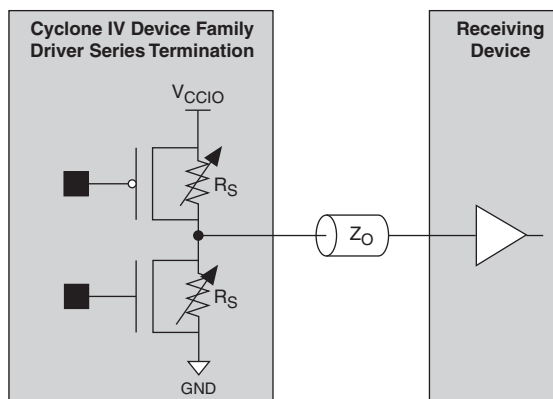 Cyclone IV Device Family
Driver Series Termination
Receiving
Device
VCCIO
RS
ZO
RS
GND